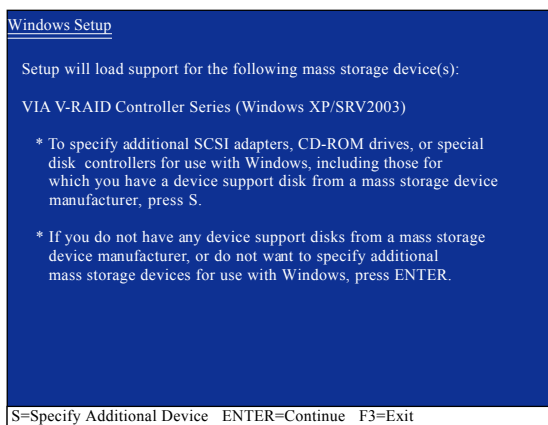 Windows Setup
Setup will load support for the following mass storage device(s):
VIA V-RAID Controller Series (Windows XP/SRV2003)
* To specify additional SCSI adapters, CD-ROM drives, or special
disk controllers for use with Windows, including those for
which you have a device support disk from a mass storage device
manufacturer, press S.
* If you do not have any device support disks from a mass storage
device manufacturer, or do not want to specify additional
mass storage devices for use with Windows, press ENTER.
S=Specify Additional Device ENTER=Continue F3=Exit